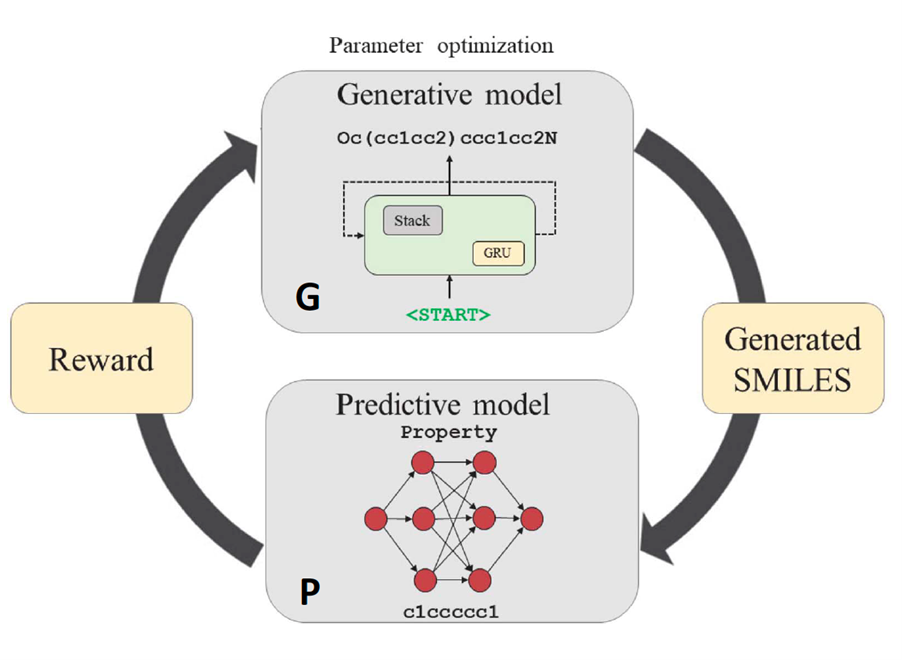 Parameter optimization
Generative model
Oc(cc1cc2)ccc1cc2N
Stack
GRU
G
<START>
Reward
Generated
SMILES
Predictive model
Property
P
c1ccccc1